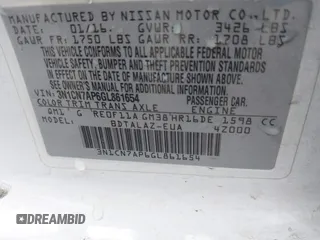 MANUFACTURED BY NISSAN MOTOR CO., LTD.
DATE: 01/16 GVWR: 3426 LBS
GAWR FR: 1750 LBS GAWR RR: 1708 LBS
THIS VEHICLE CONFORMS TO ALL APPLICABLE FEDERAL MOTOR
VEHICLE SAFETY, BUMPER, AND THEFT PREVENTION
STANDARDS IN EFFECT ON THE DATE OF MANUFACTURE
SHOWN ABOVE.
3N1CN7AP6GL861654 PASSENGER CAR
COLOR TRIM TRANS AXLE ENGINE
QM1 G RE0F11A GM38 HR16DE 1598 CC
BDTALAZ-EUA 4Z000
3N1CN7AP6GL861654
DEALERS CLUB